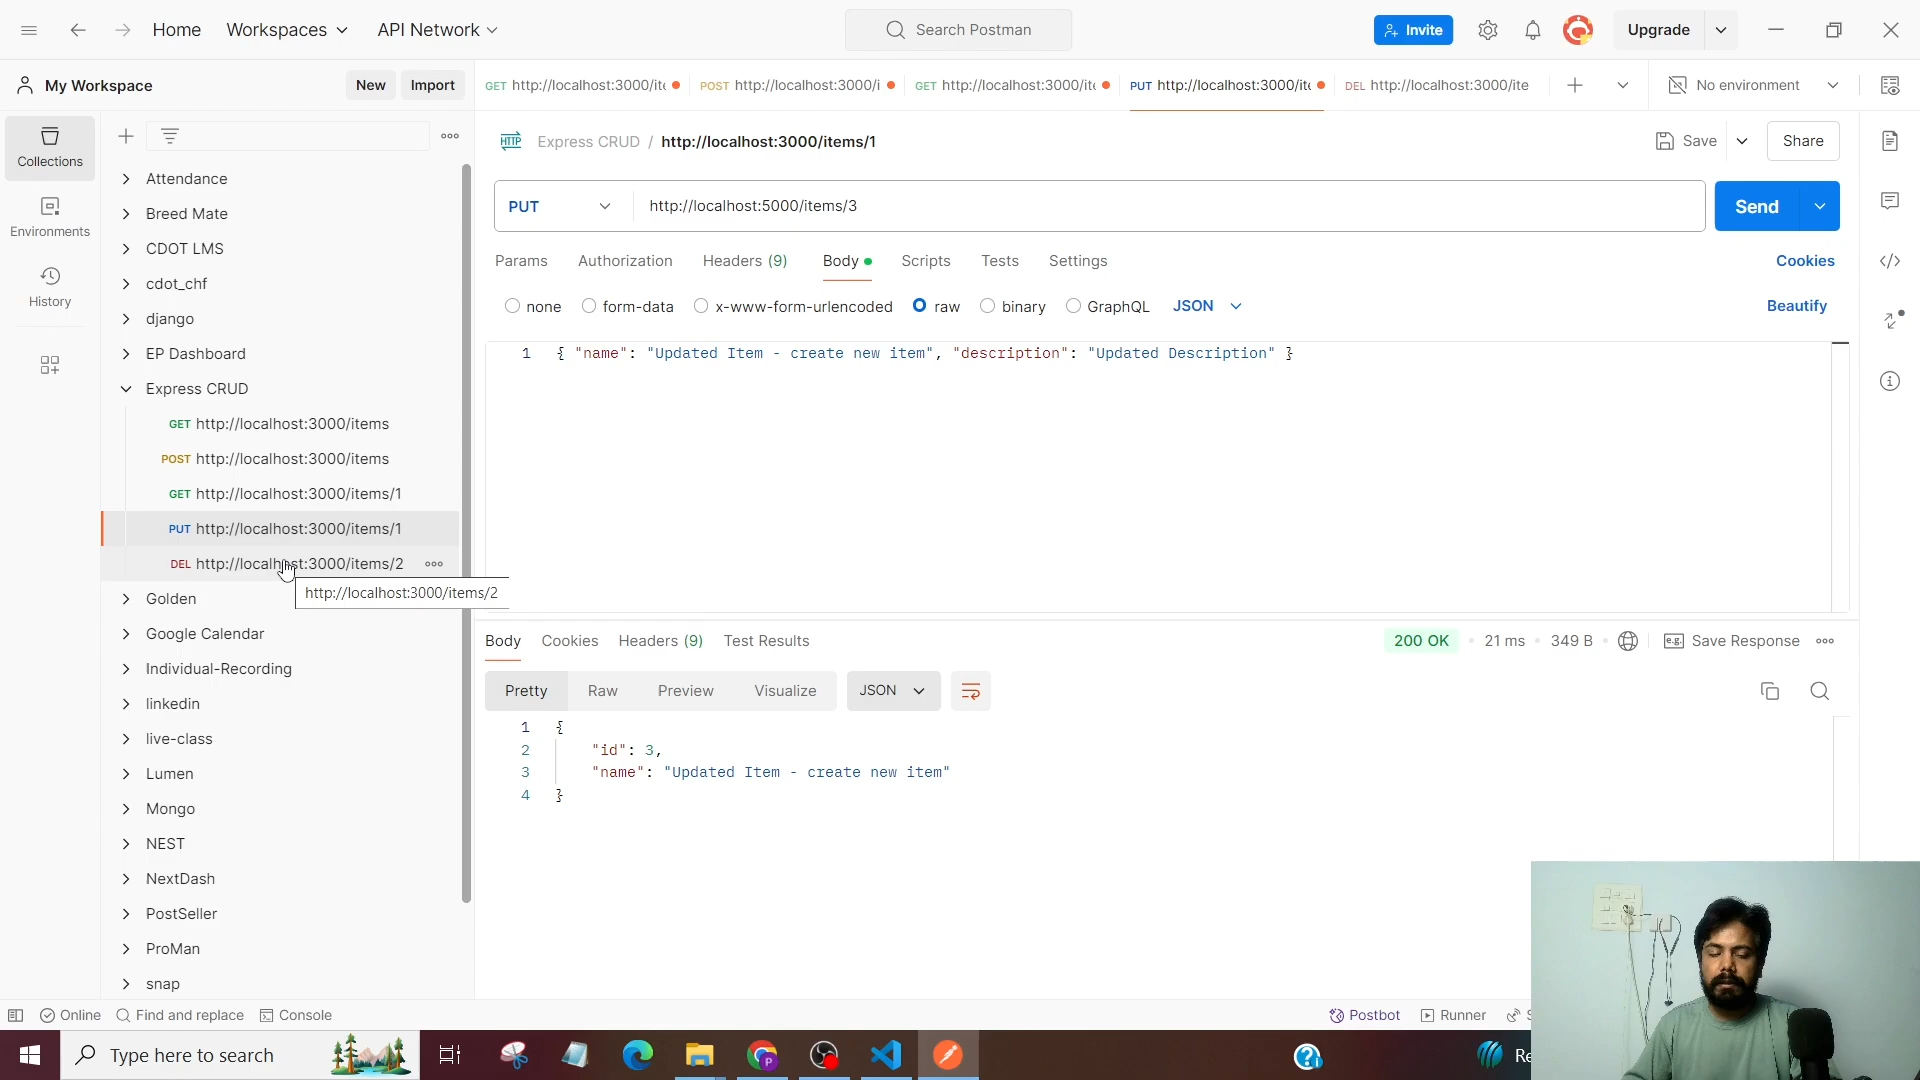 Home Workspaces API Network Search Postman Invite Upgrade
My Workspace New Import GET http://localhost:3000/ite POST http://localhost:3000/i GET http://localhost:3000/ite PUT http://localhost:3000/ite DEL http://localhost:3000/ite No environment
Collections
Environments
History
Attendance
Breed Mate
CDOT LMS
cdot_chf
django
EP Dashboard
Express CRUD
GET http://localhost:3000/items
POST http://localhost:3000/items
GET http://localhost:3000/items/1
PUT http://localhost:3000/items/1
DEL http://localhost:3000/items/2
http://localhost:3000/items/2
Golden
Google Calendar
Individual-Recording
linkedin
live-class
Lumen
Mongo
NEST
NextDash
PostSeller
ProMan
snap
HTTP Express CRUD / http://localhost:3000/items/1 Save Share
PUT http://localhost:5000/items/3 Send
Params Authorization Headers (9) Body Scripts Tests Settings Cookies
none form-data x-www-form-urlencoded raw binary GraphQL JSON Beautify
1 { "name": "Updated Item - create new item", "description": "Updated Description" }
Body Cookies Headers (9) Test Results 200 OK 21 ms 349 B e.g. Save Response
Pretty Raw Preview Visualize JSON
1 {
2 "id": 3,
3 "name": "Updated Item - create new item"
4 }
Online Find and replace Console Postbot Runner
Type here to search